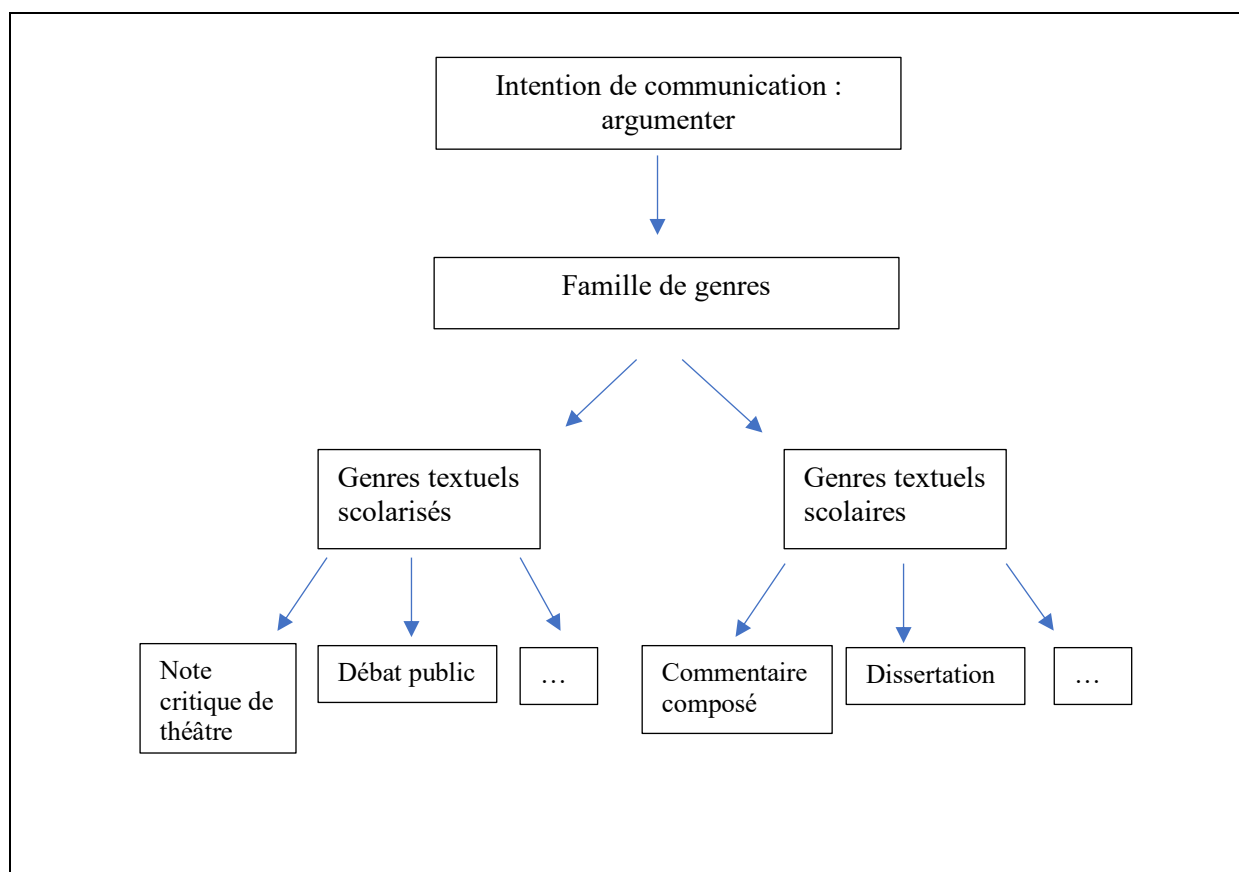 Intention de communication :
argumenter
Famille de genres
Genres textuels
scolarisés
Genres textuels
scolaires
Note
critique de
théâtre
Débat public
…
Commentaire
composé
Dissertation
…